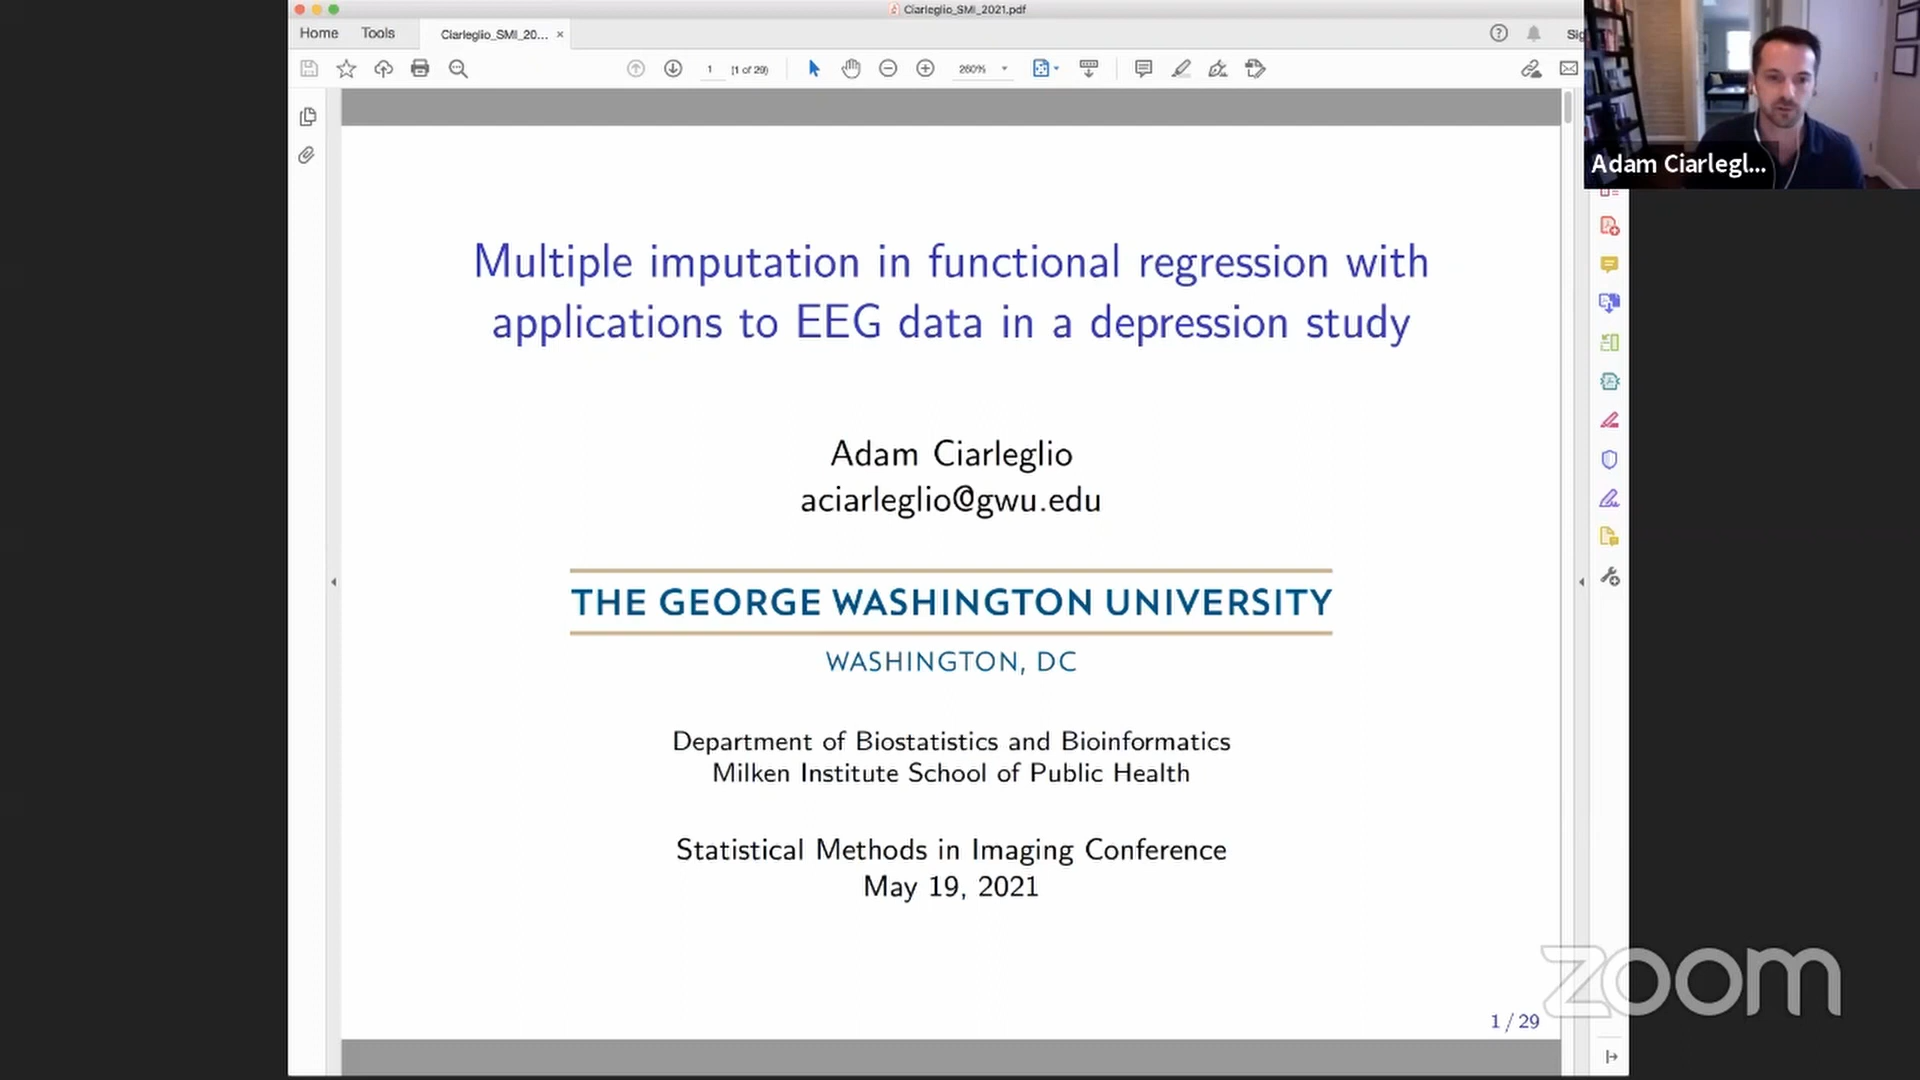 Ciarleglio_SMI_2021.pdf
Home Tools Ciarleglio_SMI_20... ×
1 (1 of 29) 260%
Adam Ciarlegl...
Multiple imputation in functional regression with
applications to EEG data in a depression study
Adam Ciarleglio
aciarleglio@gwu.edu
THE GEORGE WASHINGTON UNIVERSITY
WASHINGTON, DC
Department of Biostatistics and Bioinformatics
Milken Institute School of Public Health
Statistical Methods in Imaging Conference
May 19, 2021
1 / 29
zoom